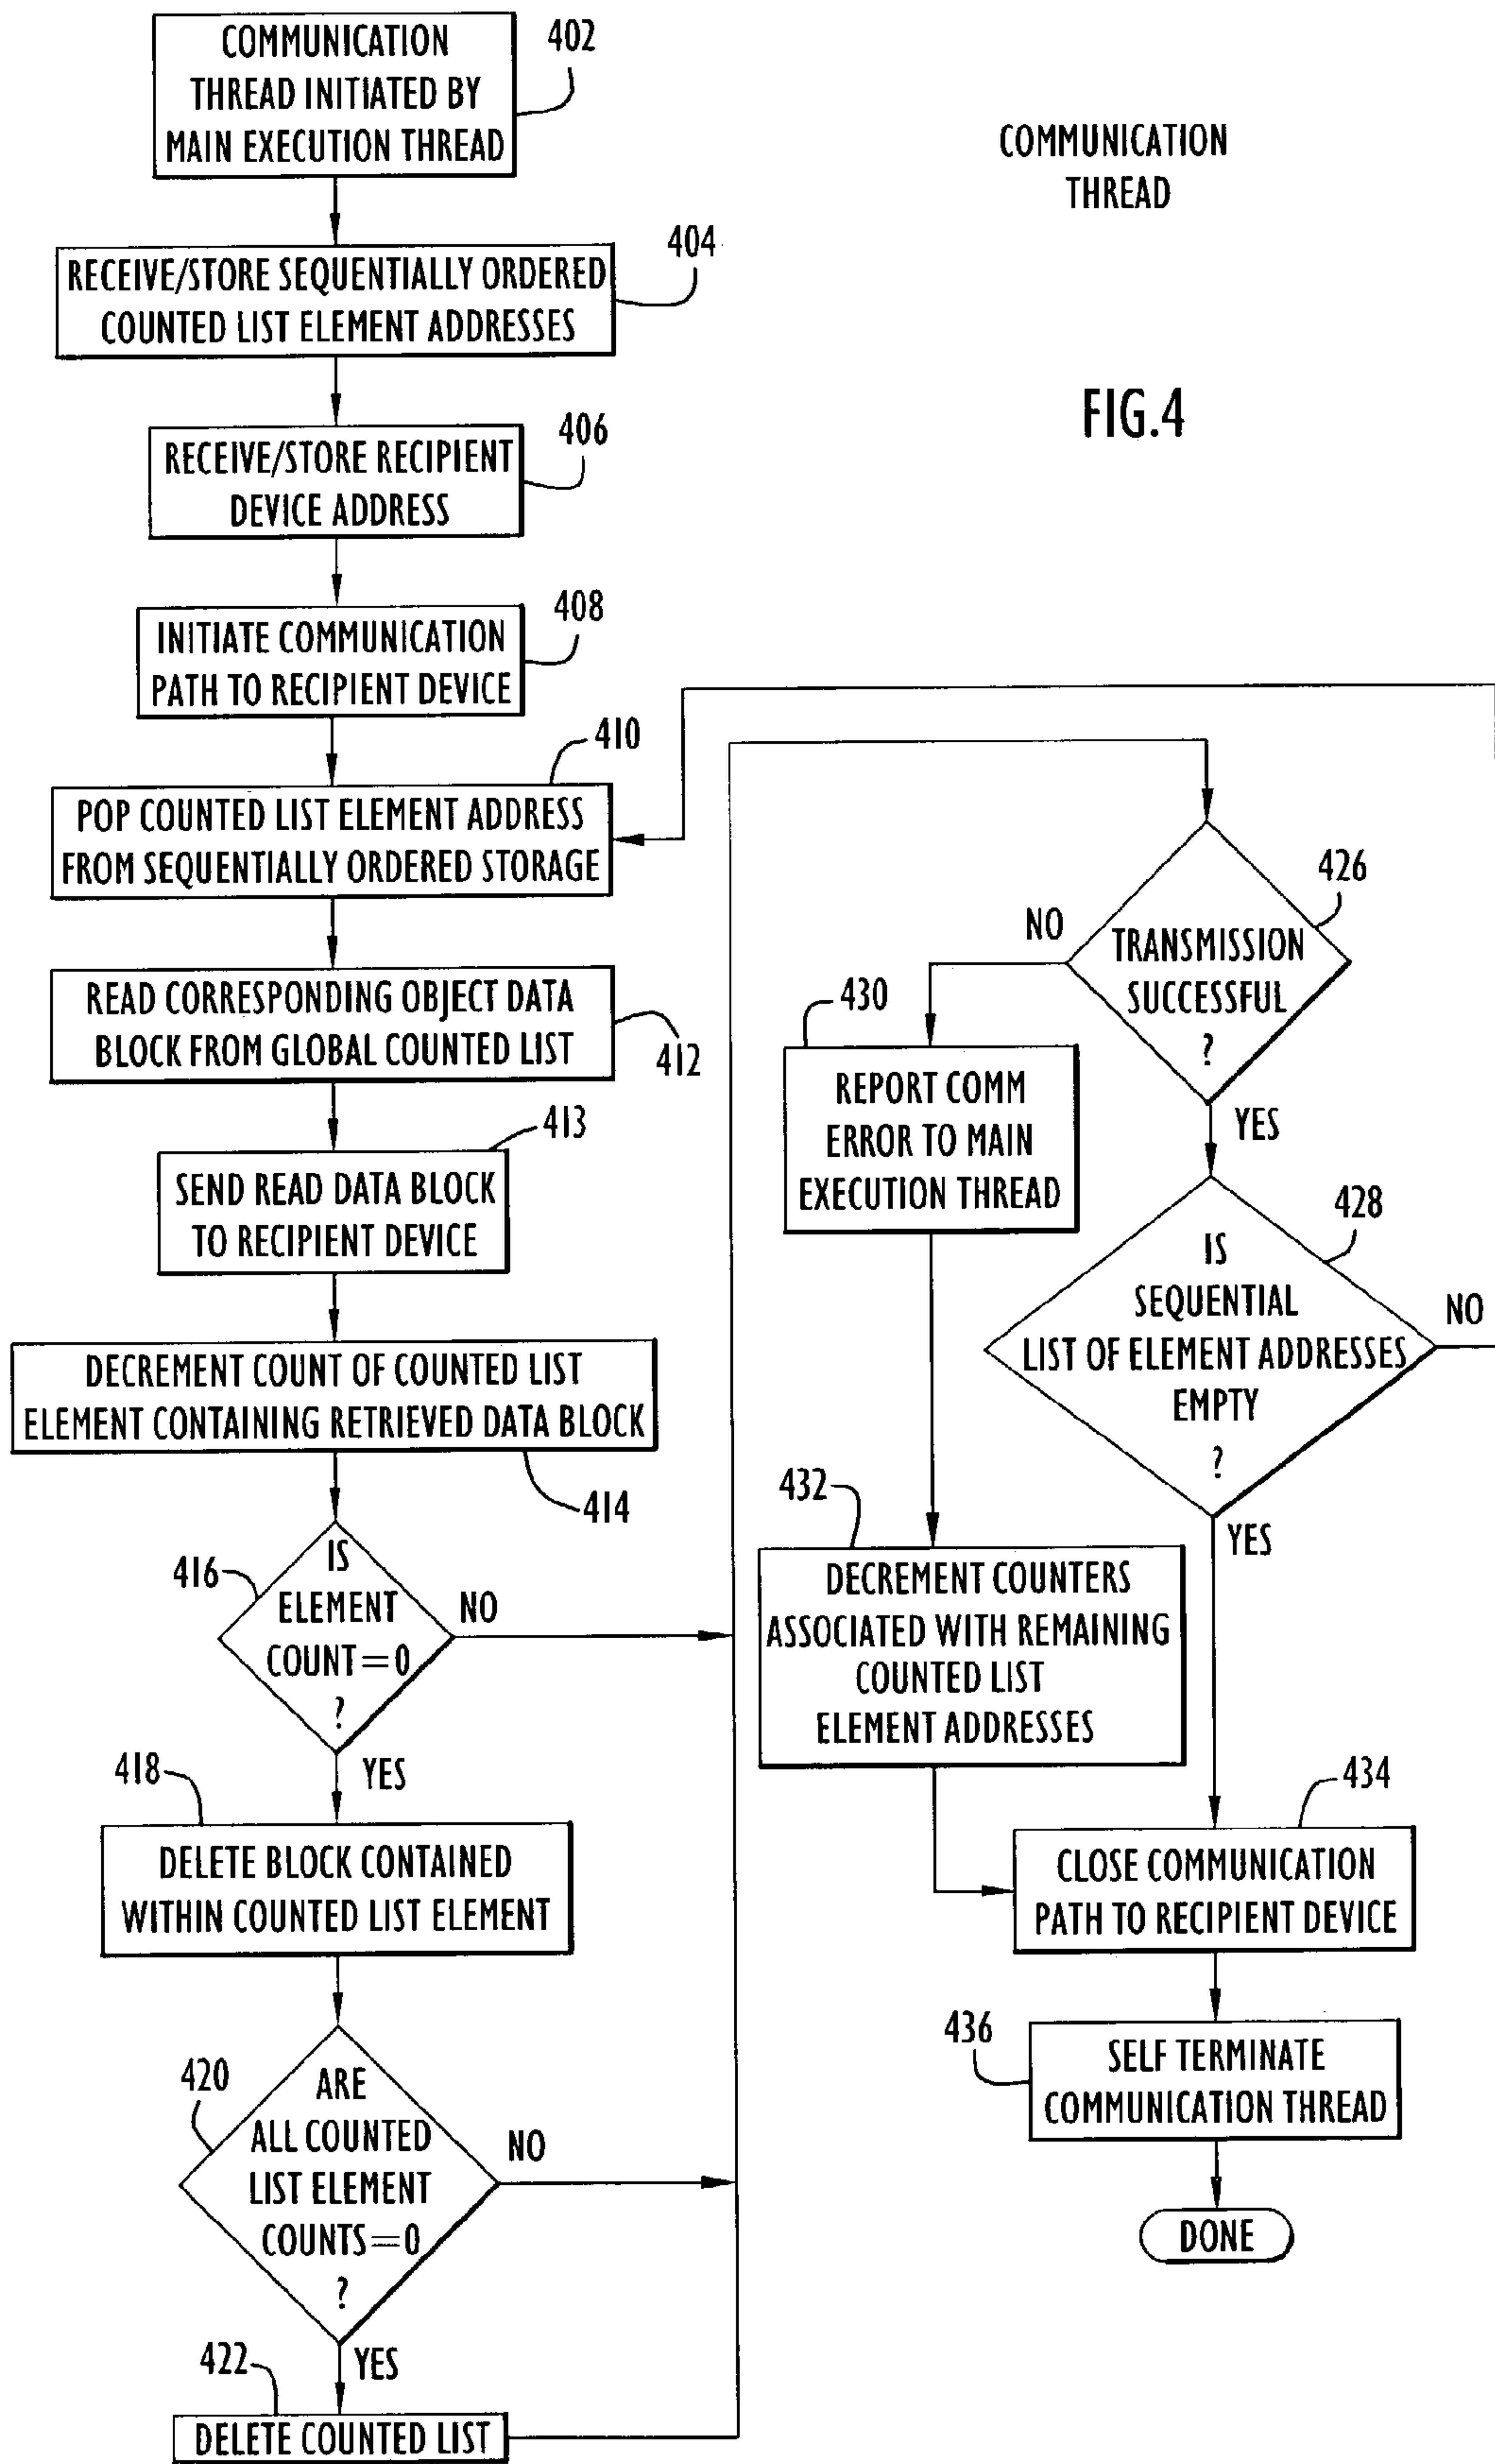 COMMUNICATION
THREAD INITIATED BY
MAIN EXECUTION THREAD
402
COMMUNICATION
THREAD
FIG.4
RECEIVE/STORE SEQUENTIALLY ORDERED
COUNTED LIST ELEMENT ADDRESSES
404
RECEIVE/STORE RECIPIENT
DEVICE ADDRESS
406
INITIATE COMMUNICATION
PATH TO RECIPIENT DEVICE
408
POP COUNTED LIST ELEMENT ADDRESS
FROM SEQUENTIALLY ORDERED STORAGE
410
READ CORRESPONDING OBJECT DATA
BLOCK FROM GLOBAL COUNTED LIST
412
SEND READ DATA BLOCK
TO RECIPIENT DEVICE
413
DECREMENT COUNT OF COUNTED LIST
ELEMENT CONTAINING RETRIEVED DATA BLOCK
414
IS
ELEMENT
COUNT=0
?
416
NO
YES
DELETE BLOCK CONTAINED
WITHIN COUNTED LIST ELEMENT
418
ARE
ALL COUNTED
LIST ELEMENT
COUNTS=0
?
420
NO
YES
DELETE COUNTED LIST
422
TRANSMISSION
SUCCESSFUL
?
426
NO
YES
REPORT COMM
ERROR TO MAIN
EXECUTION THREAD
430
IS
SEQUENTIAL
LIST OF ELEMENT ADDRESSES
EMPTY
?
428
NO
YES
DECREMENT COUNTERS
ASSOCIATED WITH REMAINING
COUNTED LIST
ELEMENT ADDRESSES
432
CLOSE COMMUNICATION
PATH TO RECIPIENT DEVICE
434
SELF TERMINATE
COMMUNICATION THREAD
436
DONE